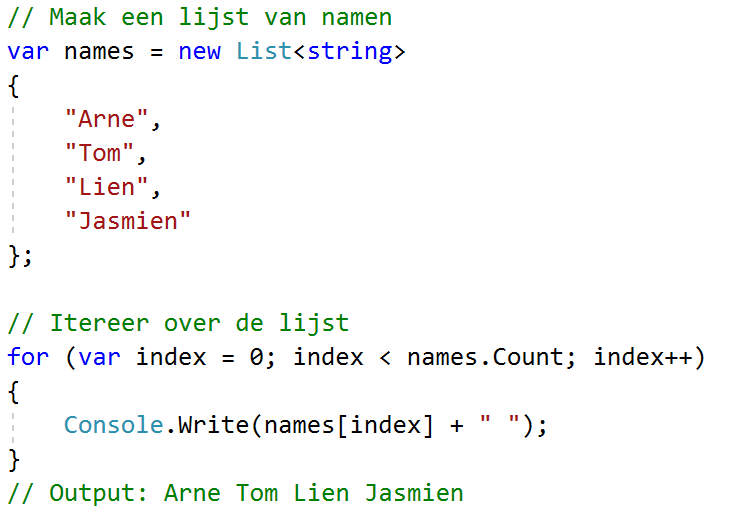 // Maak een lijst van namen
var names = new List<string>
{
    "Arne",
    "Tom",
    "Lien",
    "Jasmien"
};

// Itereer over de lijst
for (var index = 0; index < names.Count; index++)
{
    Console.Write(names[index] + " ");
}
// Output: Arne Tom Lien Jasmien